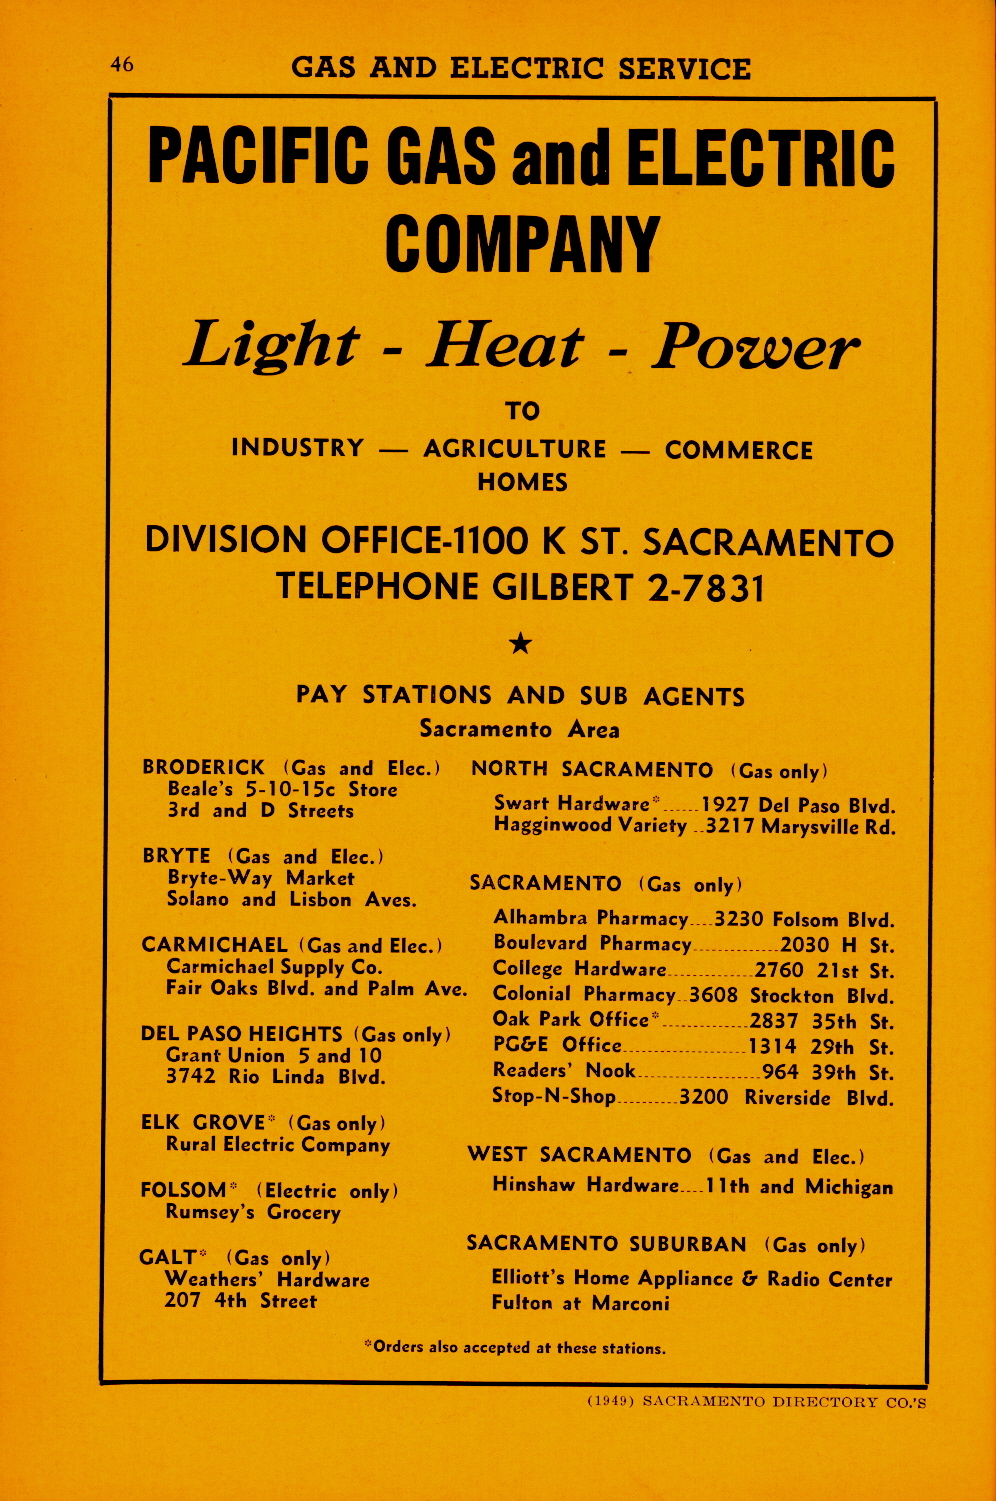 46
GAS AND ELECTRIC SERVICE
PACIFIC GAS and ELECTRIC
COMPANY
Light - Heat - Power
TO
INDUSTRY — AGRICULTURE — COMMERCE
HOMES
DIVISION OFFICE-1100 K ST. SACRAMENTO
TELEPHONE GILBERT 2-7831
★
PAY STATIONS AND SUB AGENTS
Sacramento Area
BRODERICK (Gas and Elec.)
Beale's 5-10-15c Store
3rd and D Streets
BRYTE (Gas and Elec.)
Bryte-Way Market
Solano and Lisbon Aves.
CARMICHAEL (Gas and Elec.)
Carmichael Supply Co.
Fair Oaks Blvd. and Palm Ave.
DEL PASO HEIGHTS (Gas only)
Grant Union 5 and 10
3742 Rio Linda Blvd.
ELK GROVE* (Gas only)
Rural Electric Company
FOLSOM* (Electric only)
Rumsey's Grocery
GALT* (Gas only)
Weathers' Hardware
207 4th Street
NORTH SACRAMENTO (Gas only)
Swart Hardware*......1927 Del Paso Blvd.
Hagginwood Variety ..3217 Marysville Rd.
SACRAMENTO (Gas only)
Alhambra Pharmacy....3230 Folsom Blvd.
Boulevard Pharmacy.............2030 H St.
College Hardware.............2760 21st St.
Colonial Pharmacy..3608 Stockton Blvd.
Oak Park Office*.............2837 35th St.
PG&E Office...................1314 29th St.
Readers' Nook...................964 39th St.
Stop-N-Shop..........3200 Riverside Blvd.
WEST SACRAMENTO (Gas and Elec.)
Hinshaw Hardware....11th and Michigan
SACRAMENTO SUBURBAN (Gas only)
Elliott's Home Appliance & Radio Center
Fulton at Marconi
*Orders also accepted at these stations.
(1949) SACRAMENTO DIRECTORY CO.'S